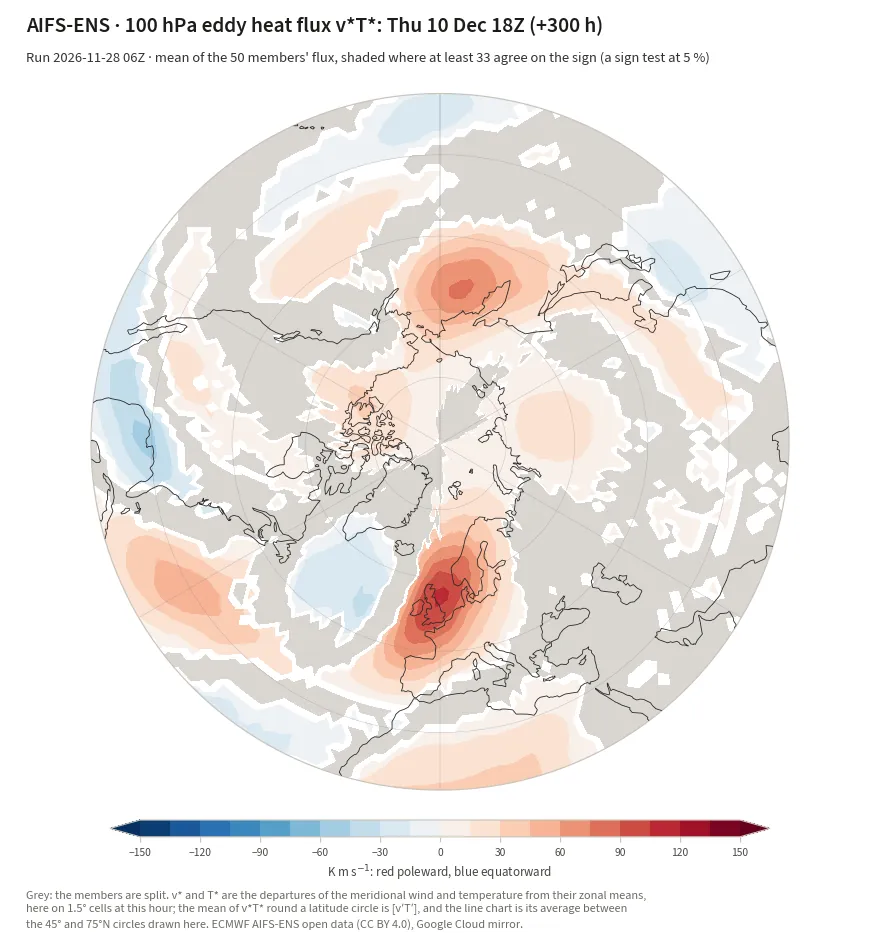 AIFS-ENS · 100 hPa eddy heat flux v*T*: Thu 10 Dec 18Z (+300 h)
Run 2026-11-28 06Z · mean of the 50 members' flux, shaded where at least 33 agree on the sign (a sign test at 5 %)
−150 −120 −90 −60 −30 0 30 60 90 120 150
K m s⁻¹: red poleward, blue equatorward
Grey: the members are split. v* and T* are the departures of the meridional wind and temperature from their zonal means,
here on 1.5° cells at this hour; the mean of v*T* round a latitude circle is [v'T'], and the line chart is its average between
the 45° and 75°N circles drawn here. ECMWF AIFS-ENS open data (CC BY 4.0), Google Cloud mirror.